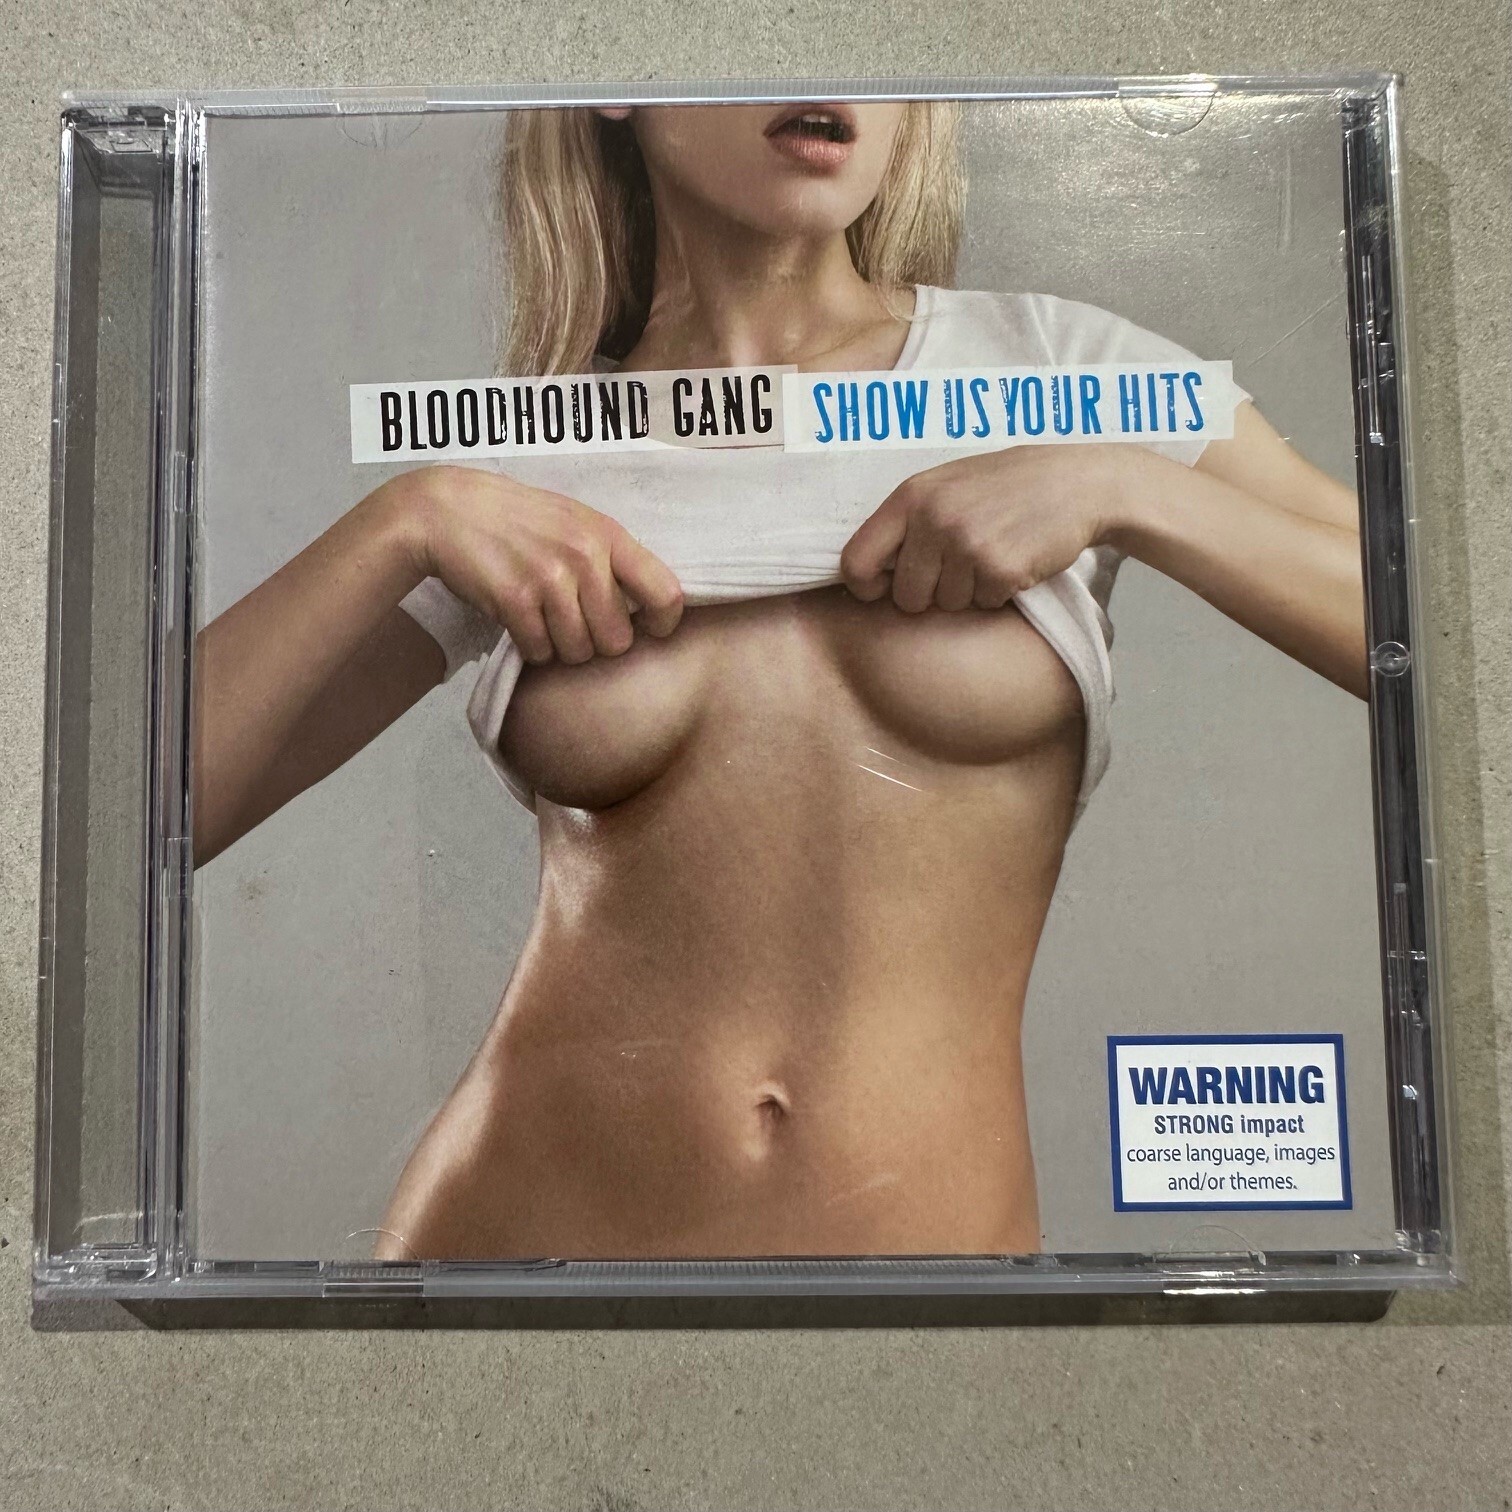 BLOODHOUND GANG SHOW US YOUR HITS
WARNING
STRONG impact
coarse language, images
and/or themes.